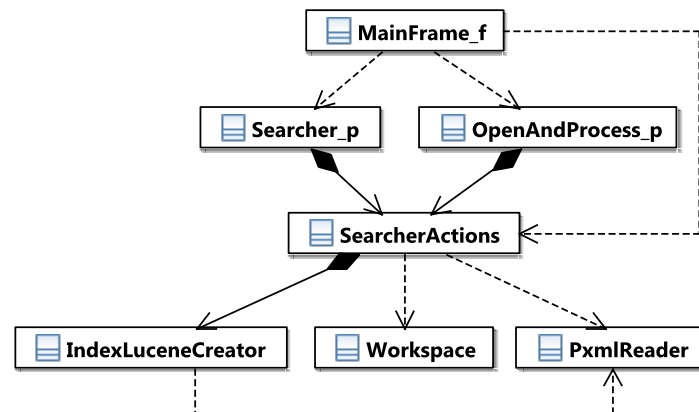 MainFrame_f
Searcher_p
OpenAndProcess_p
SearcherActions
IndexLuceneCreator
Workspace
PxmlReader